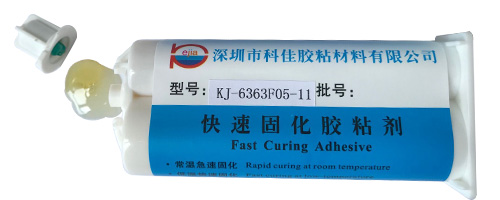 ejia
深圳市科佳胶粘材料有限公司
型号: KJ-6363F05-11 批号:
快速固化胶粘剂
Fast Curing Adhesive
· 常温急速固化 Rapid curing at room temperature